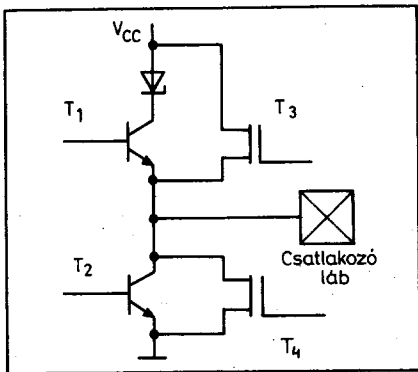 VCC
T1
T3
Csatlakozó
láb
T2
T4